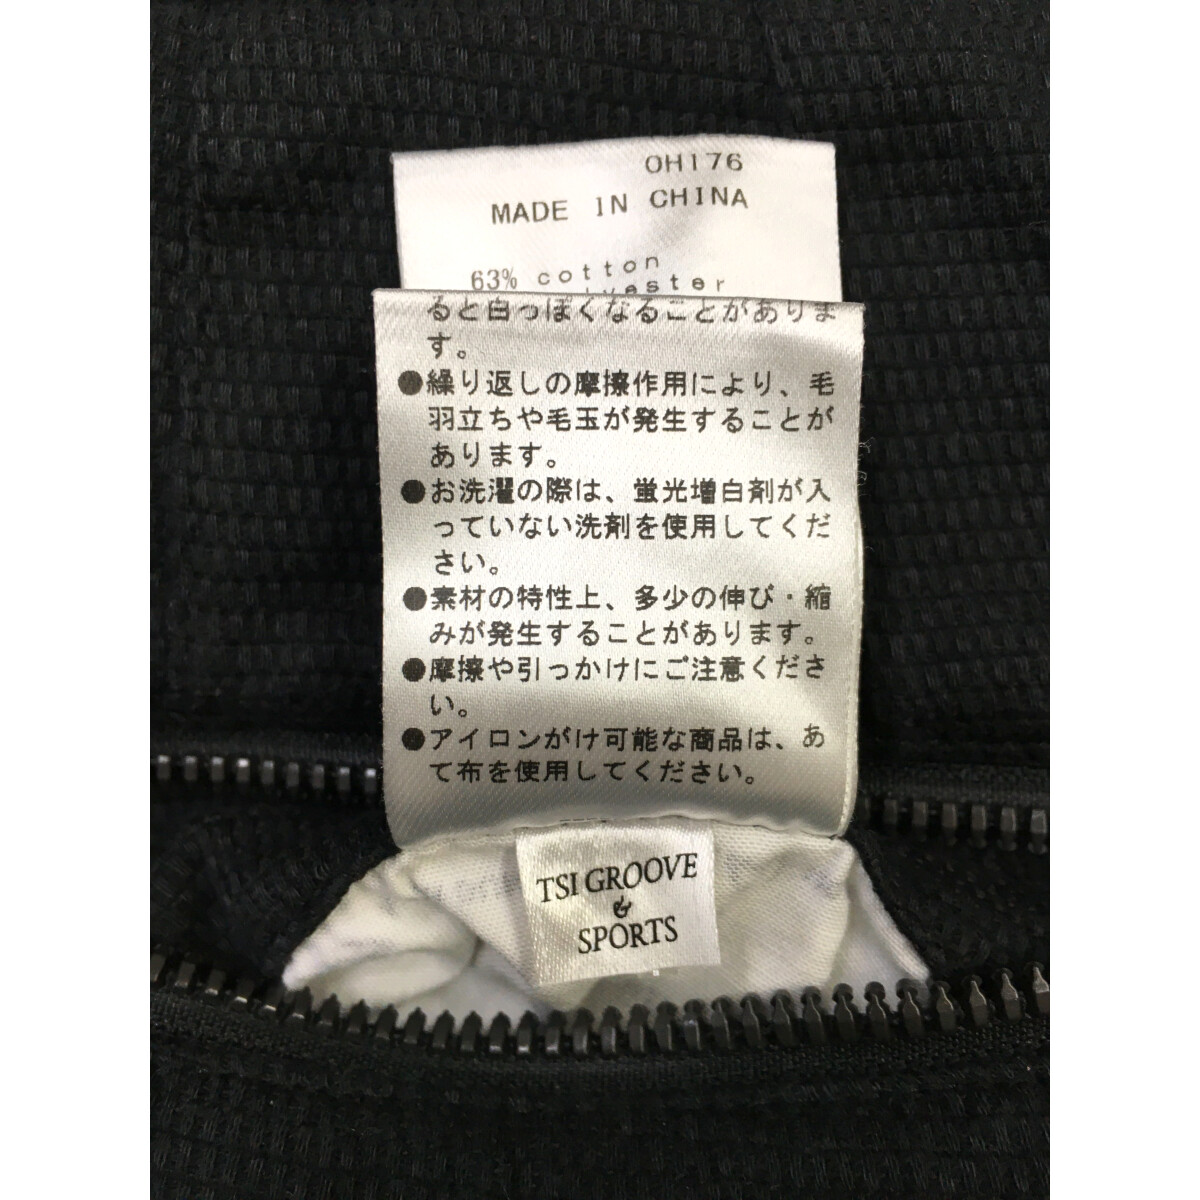 OH176
MADE IN CHINA
63% cotton
ると白っぽくなることがありま
す。
●繰り返しの摩擦作用により、毛
羽立ちや毛玉が発生することが
あります。
●お洗濯の際は、蛍光増白剤が入
っていない洗剤を使用してくだ
さい。
●素材の特性上、多少の伸び・縮
みが発生することがあります。
●摩擦や引っかけにご注意くださ
い。
●アイロンがけ可能な商品は、あ
て布を使用してください。
TSI GROOVE
&
SPORTS